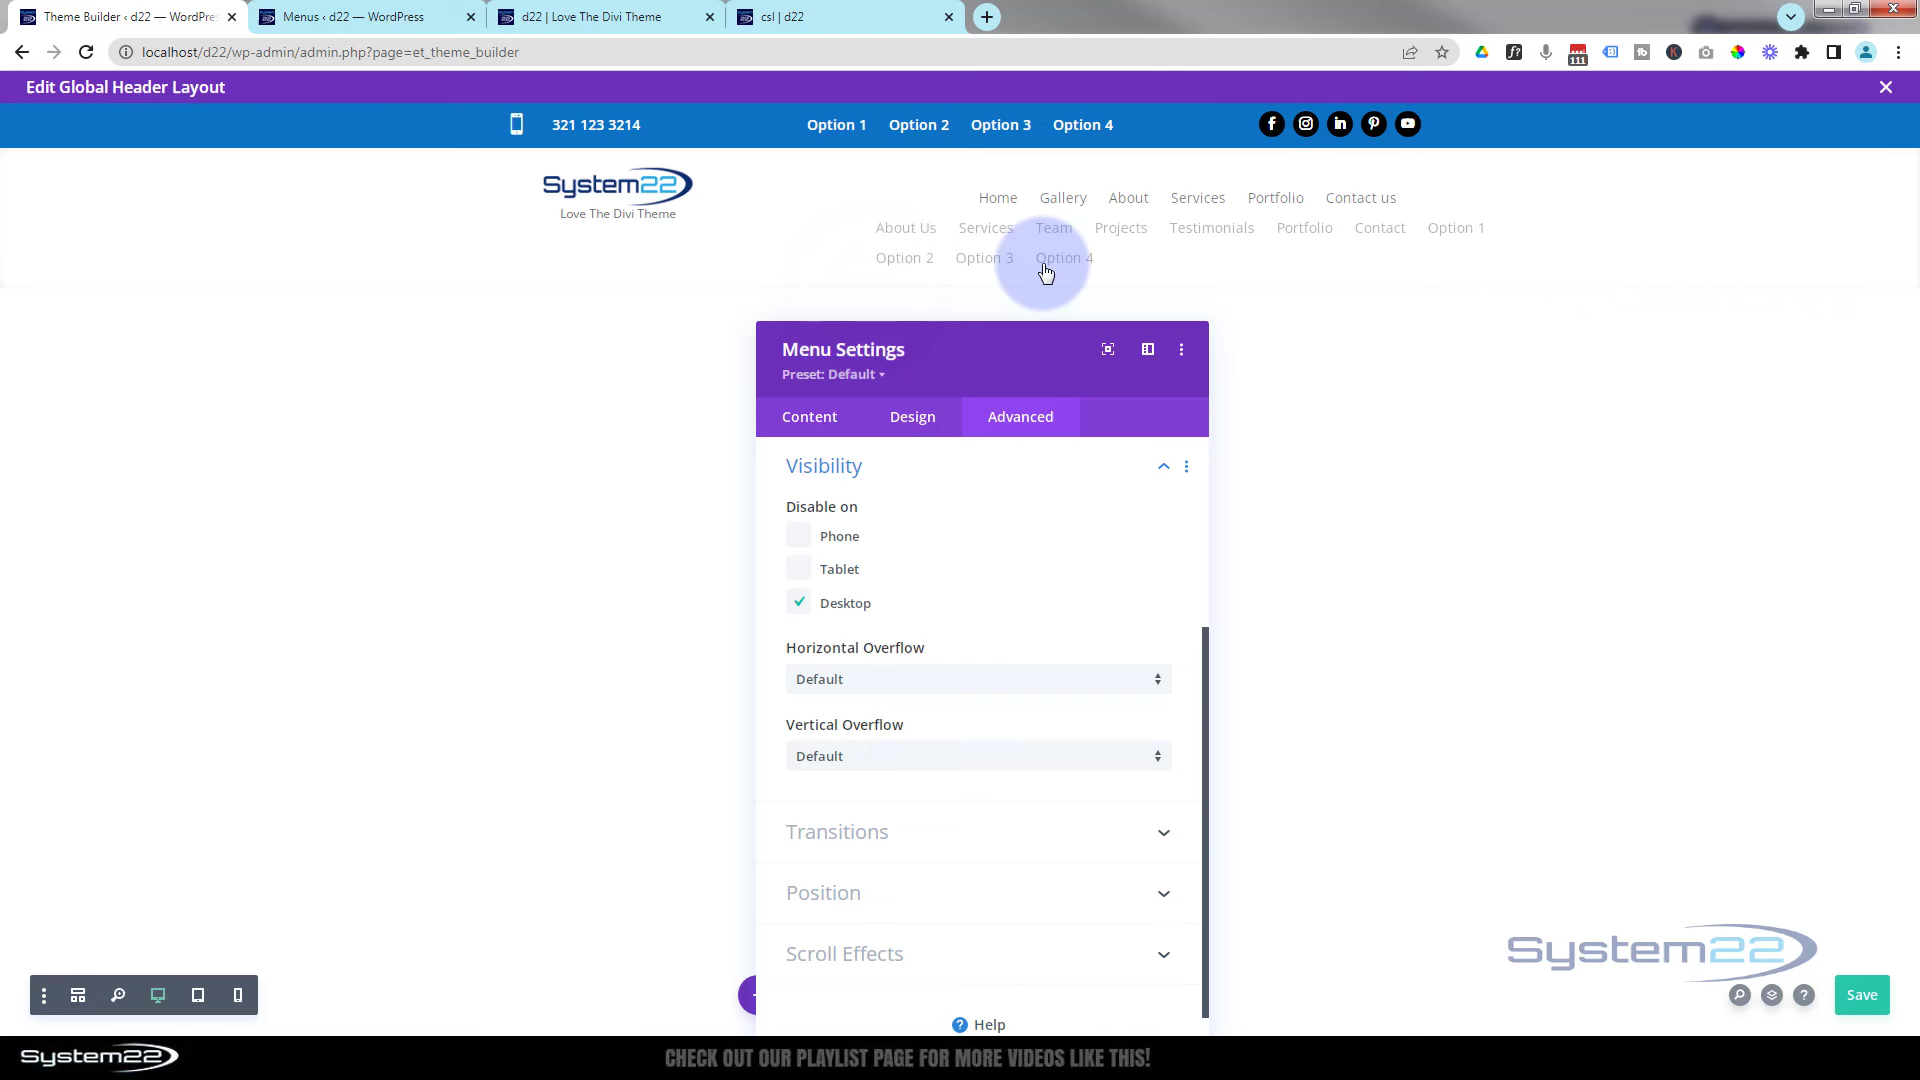 Theme Builder ‹ d22 — WordPre
Menus ‹ d22 — WordPress
d22 | Love The Divi Theme
csl | d22
localhost/d22/wp-admin/admin.php?page=et_theme_builder
111
Edit Global Header Layout
321 123 3214
Option 1
Option 2
Option 3
Option 4
System22
Love The Divi Theme
Home
Gallery
About
Services
Portfolio
Contact us
About Us
Services
Team
Projects
Testimonials
Portfolio
Contact
Option 1
Option 2
Option 3
Option 4
Menu Settings
Preset: Default
Content
Design
Advanced
Visibility
Disable on
Phone
Tablet
Desktop
Horizontal Overflow
Default
Vertical Overflow
Default
Transitions
Position
Scroll Effects
Help
System22
Save
System22
CHECK OUT OUR PLAYLIST PAGE FOR MORE VIDEOS LIKE THIS!